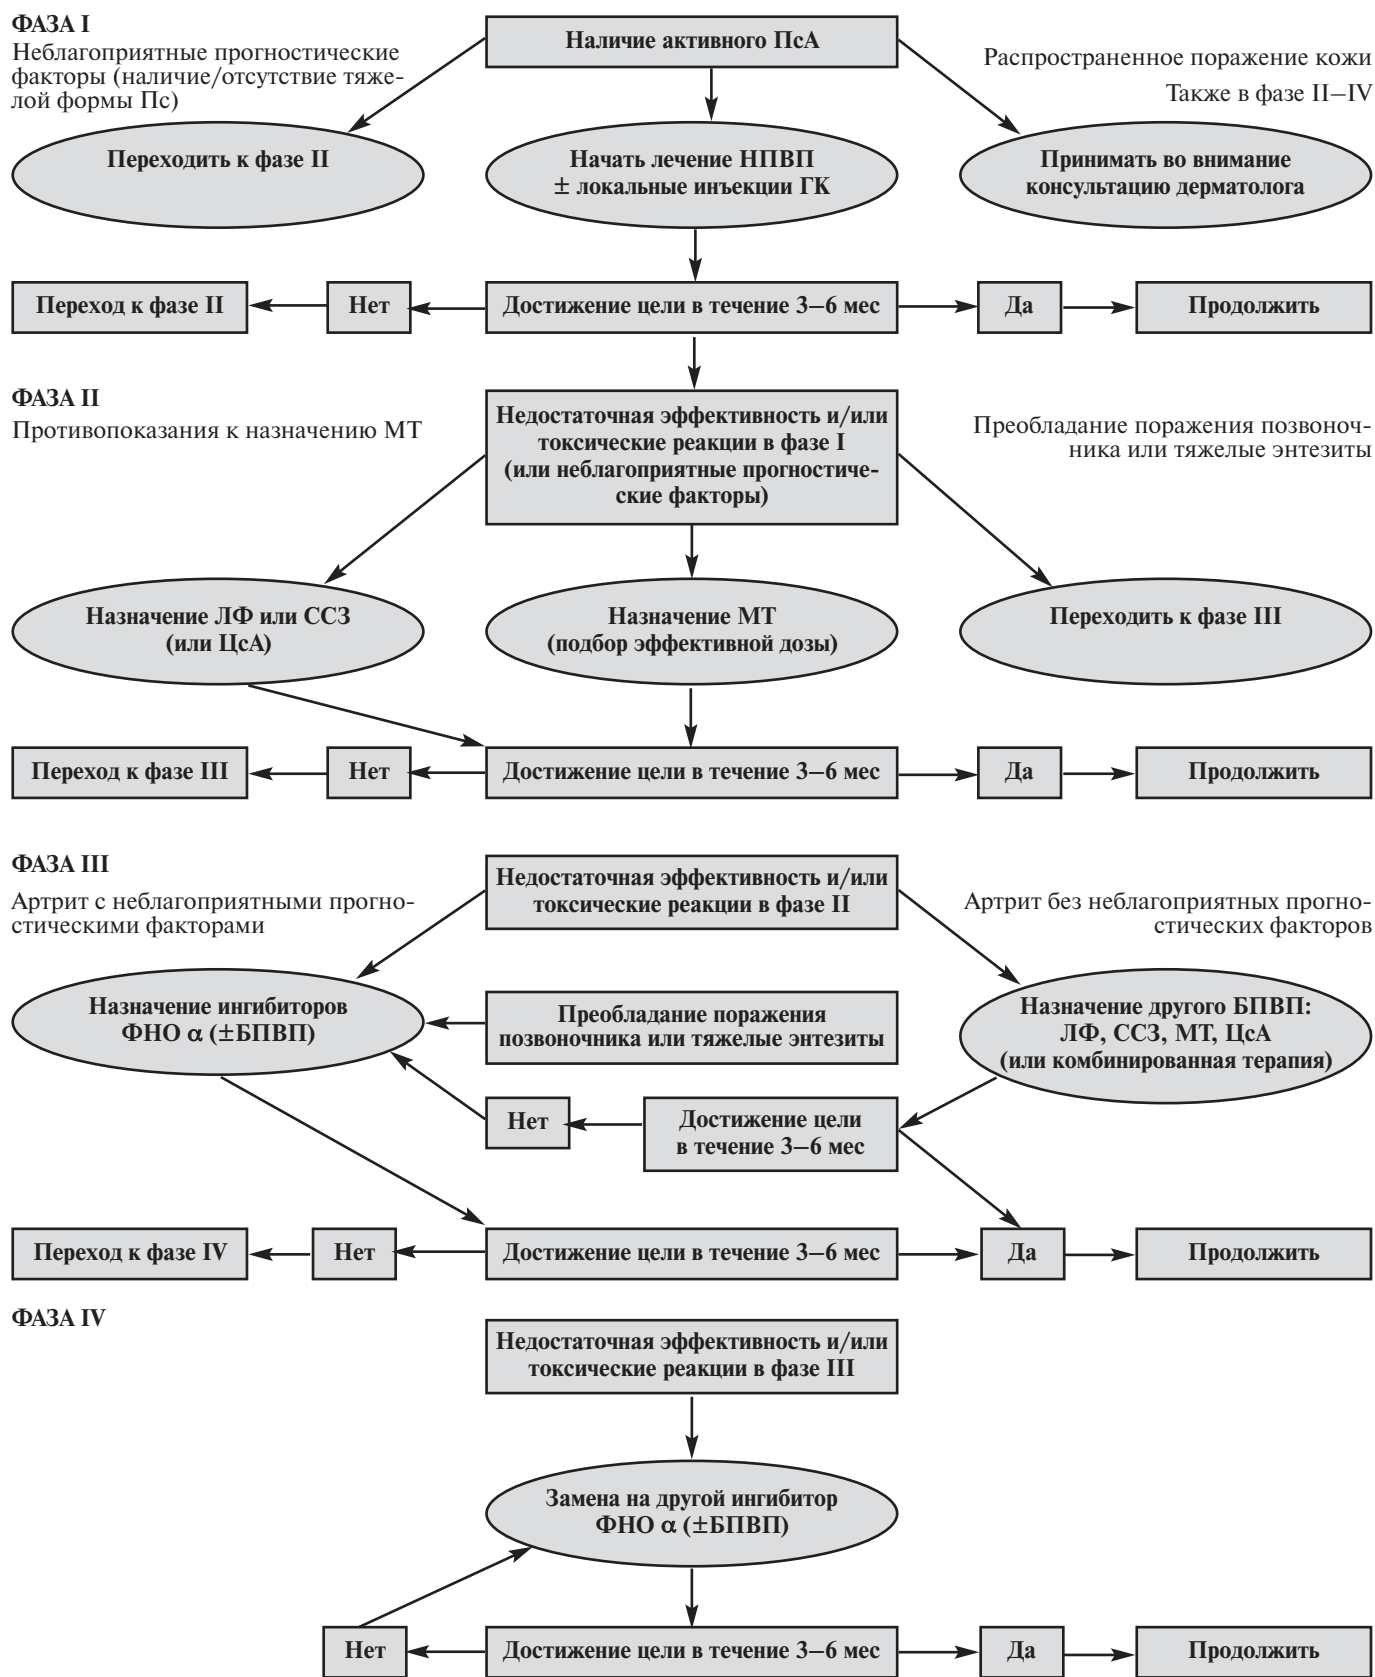 ФАЗА I
Неблагоприятные прогностические
факторы (наличие/отсутствие тяже-
лой формы Пс)
Наличие активного ПсА
Распространенное поражение кожи
Также в фазе II–IV
Переходить к фазе II
Начать лечение НПВП
± локальные инъекции ГК
Принимать во внимание
консультацию дерматолога
Переход к фазе II
Нет
Достижение цели в течение 3–6 мес
Да
Продолжить
ФАЗА II
Противопоказания к назначению МТ
Недостаточная эффективность и/или
токсические реакции в фазе I
(или неблагоприятные прогностиче-
ские факторы)
Преобладание поражения позвоноч-
ника или тяжелые энтезиты
Назначение ЛФ или ССЗ
(или ЦсА)
Назначение МТ
(подбор эффективной дозы)
Переходить к фазе III
Переход к фазе III
Нет
Достижение цели в течение 3–6 мес
Да
Продолжить
ФАЗА III
Артрит с неблагоприятными прогно-
стическими факторами
Недостаточная эффективность и/или
токсические реакции в фазе II
Артрит без неблагоприятных прогно-
стических факторов
Назначение ингибиторов
ФНО α (±БПВП)
Преобладание поражения
позвоночника или тяжелые энтезиты
Назначение другого БПВП:
ЛФ, ССЗ, МТ, ЦсА
(или комбинированная терапия)
Нет
Достижение цели
в течение 3–6 мес
Переход к фазе IV
Нет
Достижение цели в течение 3–6 мес
Да
Продолжить
ФАЗА IV
Недостаточная эффективность и/или
токсические реакции в фазе III
Замена на другой ингибитор
ФНО α (±БПВП)
Нет
Достижение цели в течение 3–6 мес
Да
Продолжить